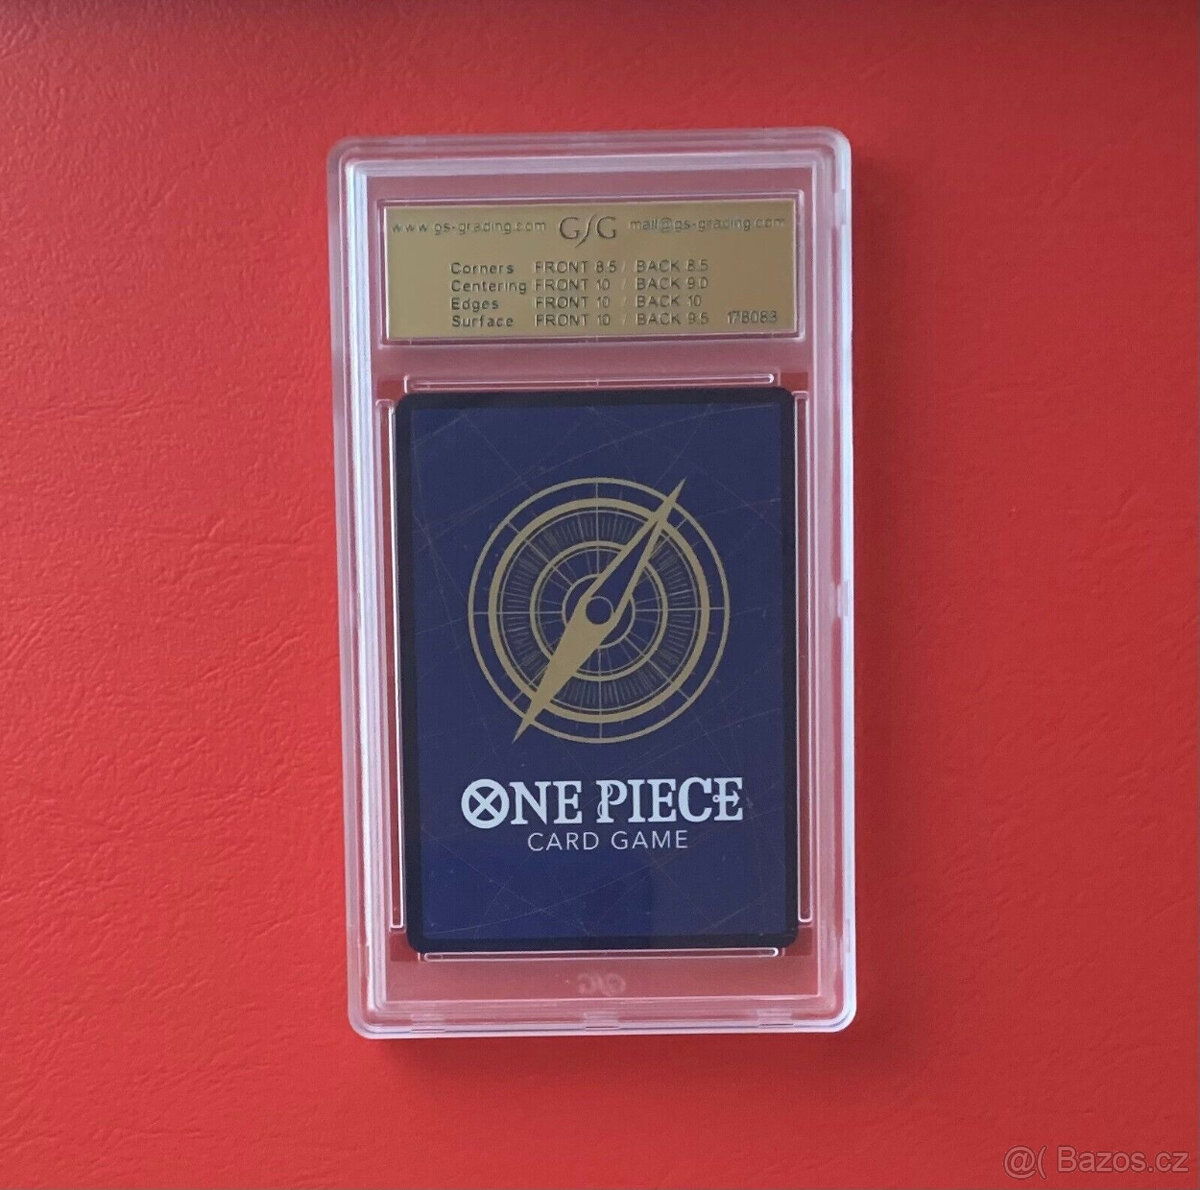 www.gs-grading.com GSG mail@gs-grading.com
Corners FRONT 8.5 / BACK 8.5
Centering FRONT 10 / BACK 9.0
Edges FRONT 10 / BACK 10
Surface FRONT 10 / BACK 9.5 178083
ONE PIECE
CARD GAME
@( Bazos.cz